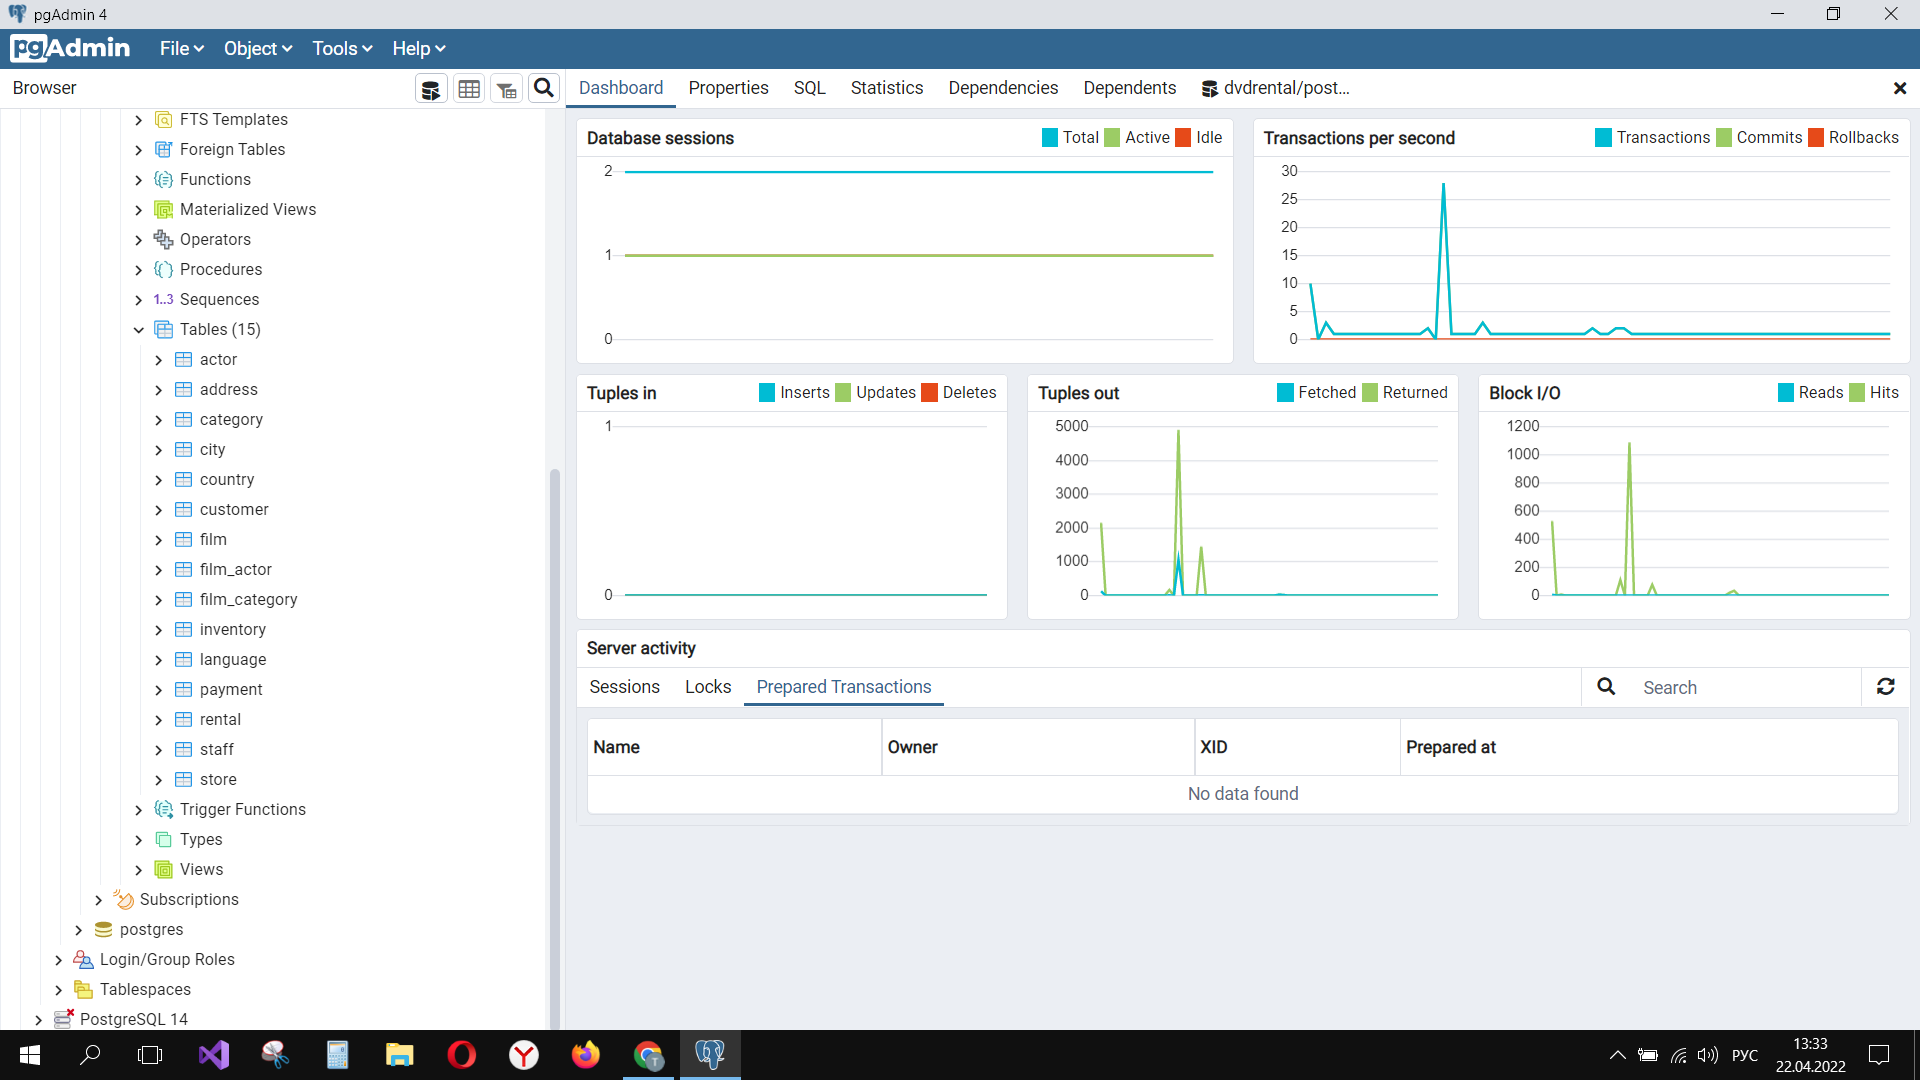 pgAdmin 4
pgAdmin File Object Tools Help
Browser
Dashboard Properties SQL Statistics Dependencies Dependents dvdrental/post...
FTS Templates
Foreign Tables
Functions
Materialized Views
Operators
Procedures
1..3 Sequences
Tables (15)
actor
address
category
city
country
customer
film
film_actor
film_category
inventory
language
payment
rental
staff
store
Trigger Functions
Types
Views
Subscriptions
postgres
Login/Group Roles
Tablespaces
PostgreSQL 14
Database sessions Total Active Idle
2
1
0
Transactions per second Transactions Commits Rollbacks
30
25
20
15
10
5
0
Tuples in Inserts Updates Deletes
1
0
Tuples out Fetched Returned
5000
4000
3000
2000
1000
0
Block I/O Reads Hits
1200
1000
800
600
400
200
0
Server activity
Sessions Locks Prepared Transactions Search
Name Owner XID Prepared at
No data found
T
РУС
13:33
22.04.2022